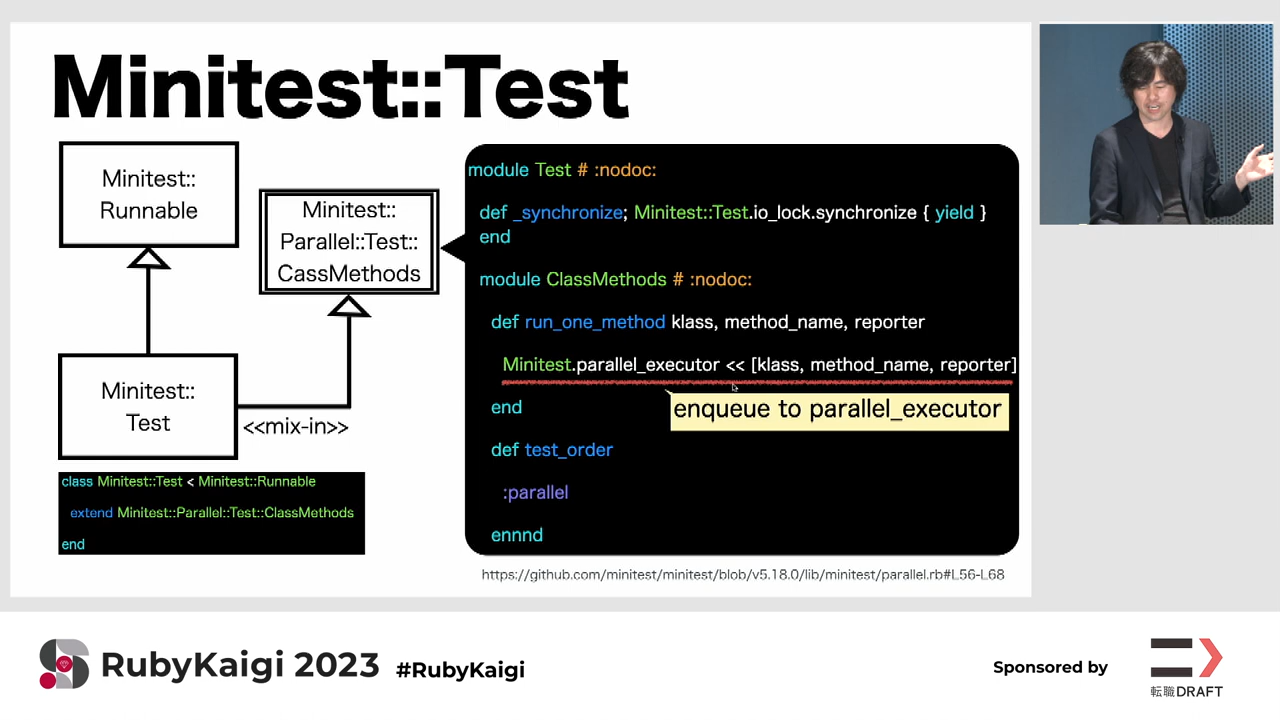 Minitest::Test
Minitest::
Runnable
Minitest::
Parallel::Test::
CassMethods
Minitest::
Test
<<mix-in>>
class Minitest::Test < Minitest::Runnable
extend Minitest::Parallel::Test::ClassMethods
end
module Test # :nodoc:
def _synchronize; Minitest::Test.io_lock.synchronize { yield }
end
module ClassMethods # :nodoc:
def run_one_method klass, method_name, reporter
Minitest.parallel_executor << [klass, method_name, reporter]
enqueue to parallel_executor
end
def test_order
:parallel
ennnd
https://github.com/minitest/minitest/blob/v5.18.0/lib/minitest/parallel.rb#L56-L68
RubyKaigi 2023 #RubyKaigi
Sponsored by
転職DRAFT